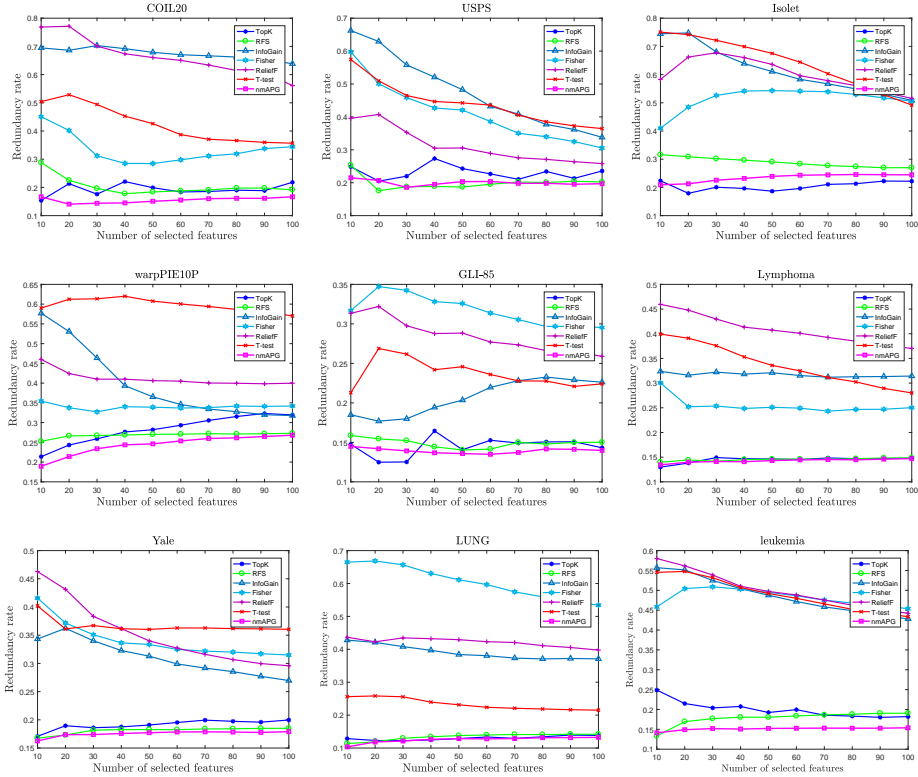 COIL20
0.8
0.7
0.6
0.5
0.4
0.3
0.2
0.1
10 20 30 40 50 60 70 80 90 100
Redundancy rate
Number of selected features
TopK
RFS
InfoGain
Fisher
ReliefF
T-test
nmAPG
USPS
0.7
0.6
0.5
0.4
0.3
0.2
0.1
10 20 30 40 50 60 70 80 90 100
Redundancy rate
Number of selected features
TopK
RFS
InfoGain
Fisher
ReliefF
T-test
nmAPG
Isolet
0.8
0.7
0.6
0.5
0.4
0.3
0.2
0.1
10 20 30 40 50 60 70 80 90 100
Redundancy rate
Number of selected features
TopK
RFS
InfoGain
Fisher
ReliefF
T-test
nmAPG
warpPIE10P
0.65
0.6
0.55
0.5
0.45
0.4
0.35
0.3
0.25
0.2
0.15
10 20 30 40 50 60 70 80 90 100
Redundancy rate
Number of selected features
TopK
RFS
InfoGain
Fisher
ReliefF
T-test
nmAPG
GLI-85
0.35
0.3
0.25
0.2
0.15
0.1
10 20 30 40 50 60 70 80 90 100
Redundancy rate
Number of selected features
TopK
RFS
InfoGain
Fisher
ReliefF
T-test
nmAPG
Lymphoma
0.5
0.45
0.4
0.35
0.3
0.25
0.2
0.15
0.1
10 20 30 40 50 60 70 80 90 100
Redundancy rate
Number of selected features
TopK
RFS
InfoGain
Fisher
ReliefF
T-test
nmAPG
Yale
0.5
0.45
0.4
0.35
0.3
0.25
0.2
0.15
10 20 30 40 50 60 70 80 90 100
Redundancy rate
Number of selected features
TopK
RFS
InfoGain
Fisher
ReliefF
T-test
nmAPG
LUNG
0.7
0.6
0.5
0.4
0.3
0.2
0.1
10 20 30 40 50 60 70 80 90 100
Redundancy rate
Number of selected features
TopK
RFS
InfoGain
Fisher
ReliefF
T-test
nmAPG
leukemia
0.6
0.55
0.5
0.45
0.4
0.35
0.3
0.25
0.2
0.15
0.1
10 20 30 40 50 60 70 80 90 100
Redundancy rate
Number of selected features
TopK
RFS
InfoGain
Fisher
ReliefF
T-test
nmAPG